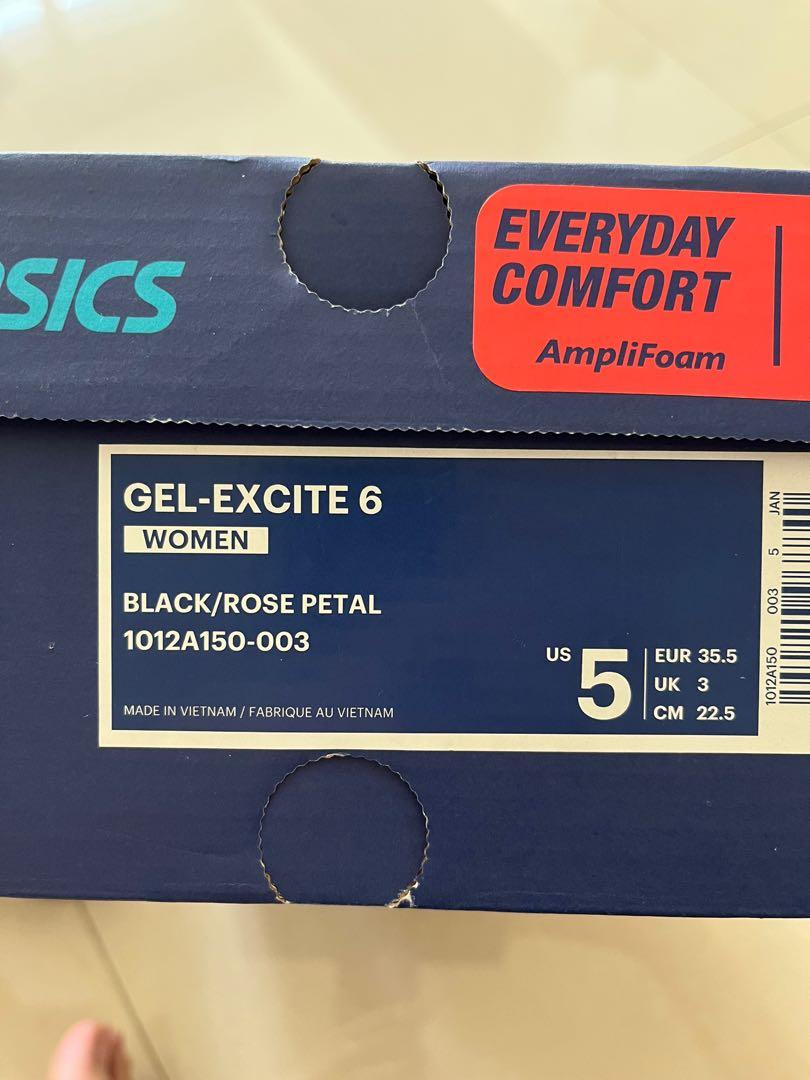 SICS
EVERYDAY
COMFORT
AmpliFoam
GEL-EXCITE 6
WOMEN
BLACK/ROSE PETAL
1012A150-003
US 5
EUR 35.5
UK 3
CM 22.5
MADE IN VIETNAM / FABRIQUE AU VIETNAM
1012A150 003 5 JAN